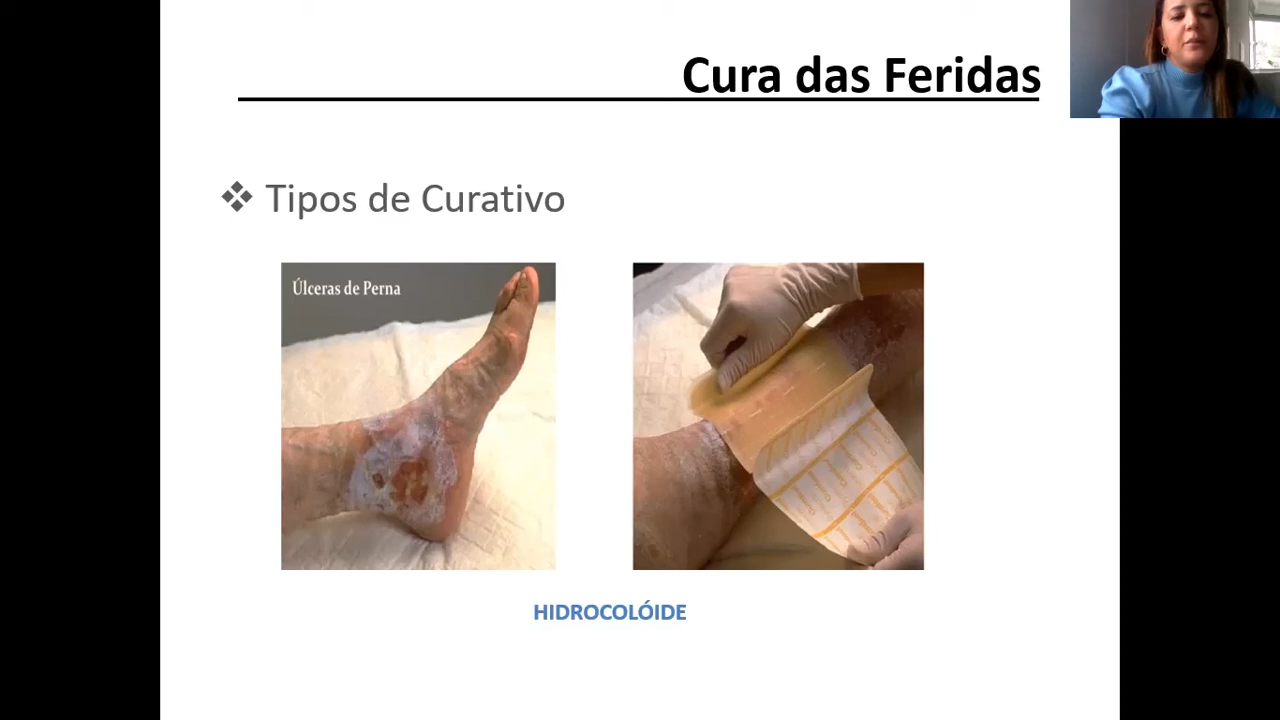 Cura das Feridas
❖ Tipos de Curativo
Úlceras de Perna
HIDROCOLÓIDE